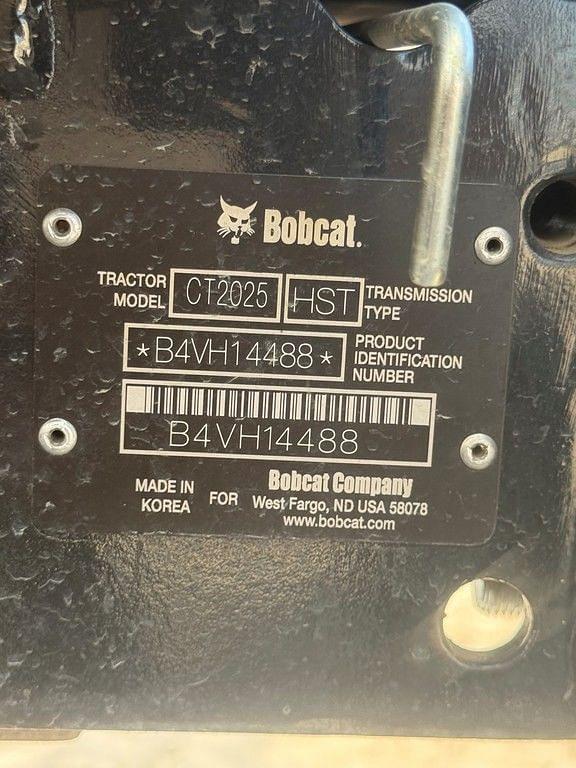 Bobcat.
TRACTOR MODEL CT2025 HST TRANSMISSION TYPE
*B4VH14488* PRODUCT IDENTIFICATION NUMBER
B4VH14488
MADE IN KOREA FOR Bobcat Company
West Fargo, ND USA 58078
www.bobcat.com